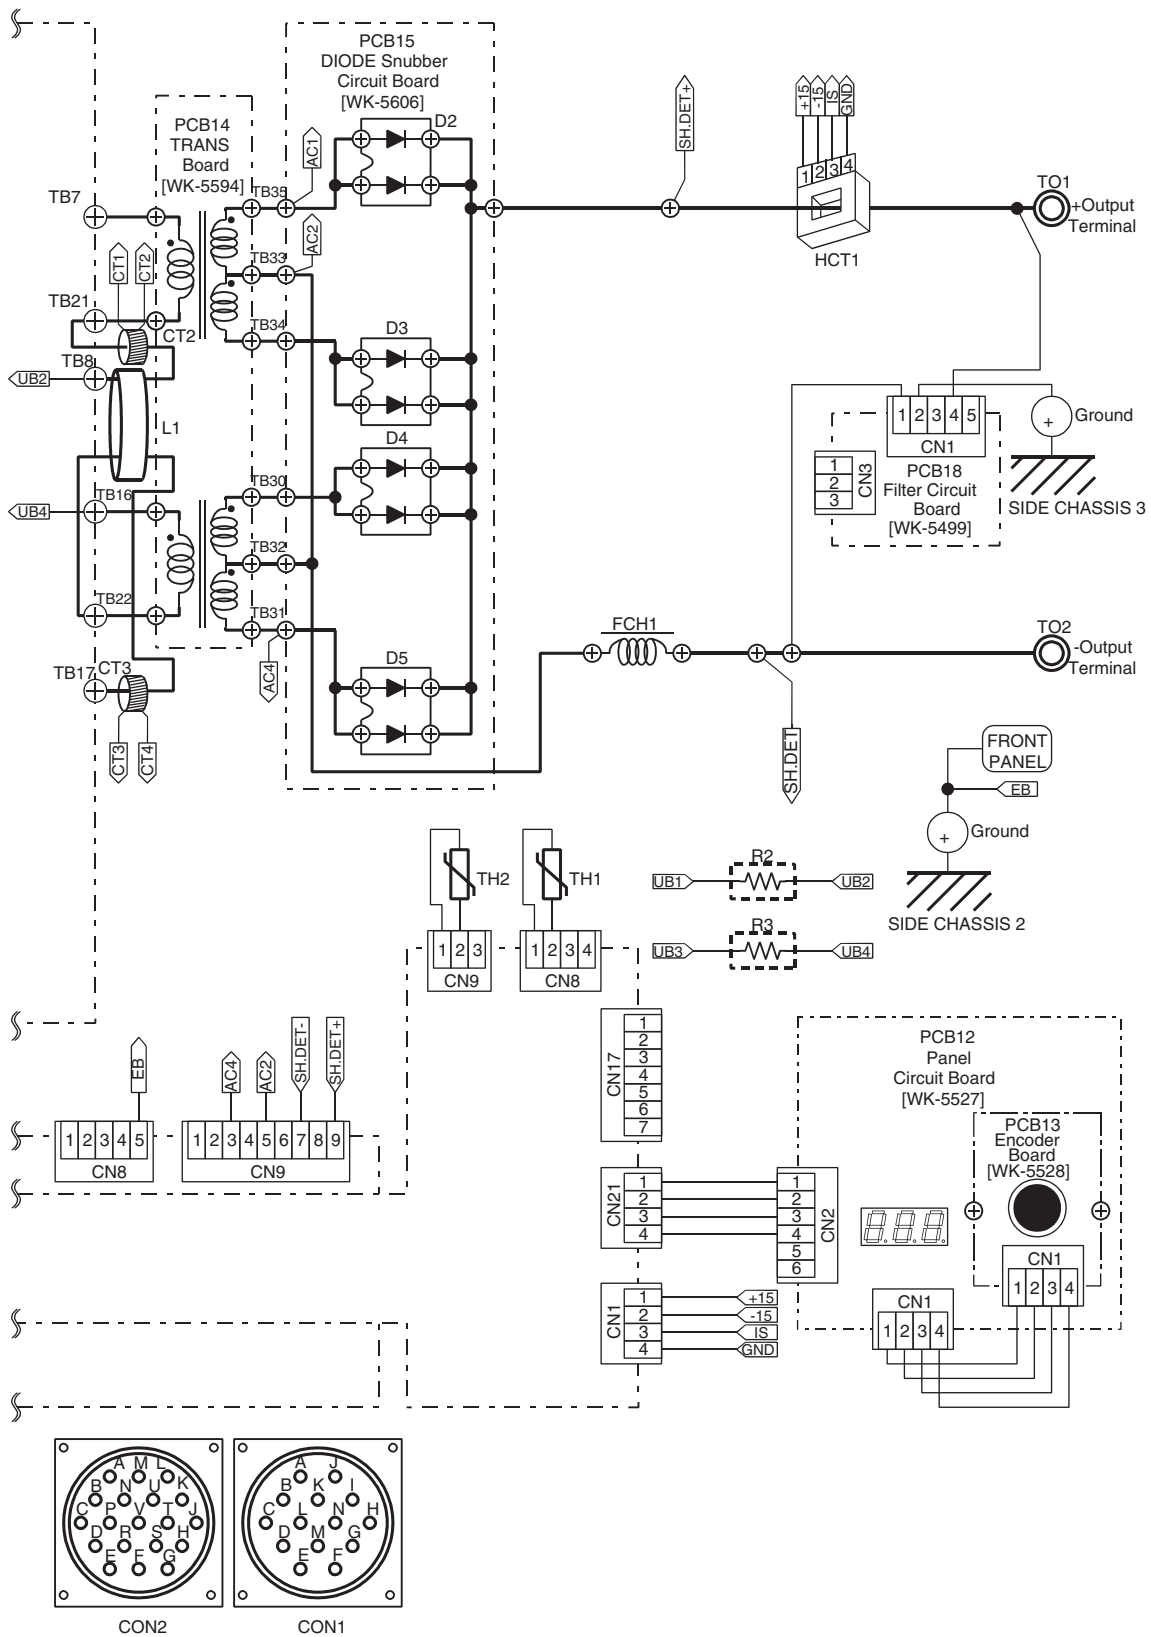 PCB15
DIODE Snubber
Circuit Board
[WK-5606]
D2
PCB14
TRANS
Board
[WK-5594]
AC1
AC2
SH.DET+
+15
-15
IS
GND
1 2 3 4
HCT1
TO1
+Output
Terminal
TB7
TB35
TB33
TB34
CT1
CT2
TB21
CT2
TB8
UB2
L1
D3
D4
TB16
UB4
TB30
TB32
TB31
TB22
TB17
CT3
CT3
CT4
AC4
D5
1 2 3 4 5
CN1
Ground
1
2
3
CN3
PCB18
Filter Circuit
Board
[WK-5499]
SIDE CHASSIS 3
FCH1
TO2
-Output
Terminal
SH.DET
FRONT
PANEL
EB
Ground
SIDE CHASSIS 2
TH2
TH1
1 2 3
CN9
1 2 3 4
CN8
UB1
R2
UB2
UB3
R3
UB4
EB
AC4
AC2
SH.DET-
SH.DET+
1 2 3 4 5
CN8
1 2 3 4 5 6 7 8 9
CN9
CN17
1
2
3
4
5
6
7
CN21
1
2
3
4
1
2
3
4
5
6
CN2
PCB12
Panel
Circuit Board
[WK-5527]
PCB13
Encoder
Board
[WK-5528]
8.8.8.
CN1
1 2 3 4
CN1
1 2 3 4
CN1
1
2
3
4
+15
-15
IS
GND
A M L
B N U K
C P V T J
D R S H
E F G
CON2
A J
B K I
C L N H
D M G
E F
CON1